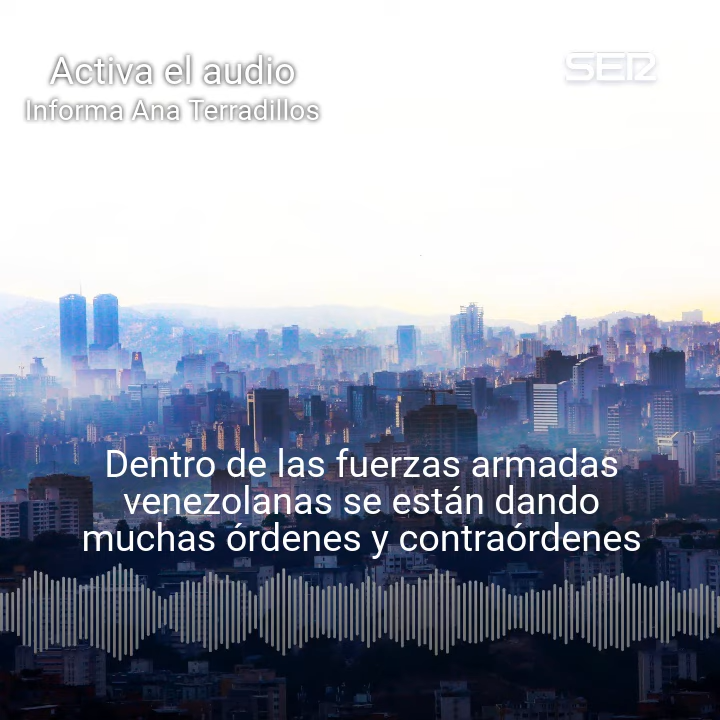 Activa el audio
SER
Informa Ana Terradillos
Dentro de las fuerzas armadas
venezolanas se están dando
muchas órdenes y contraórdenes